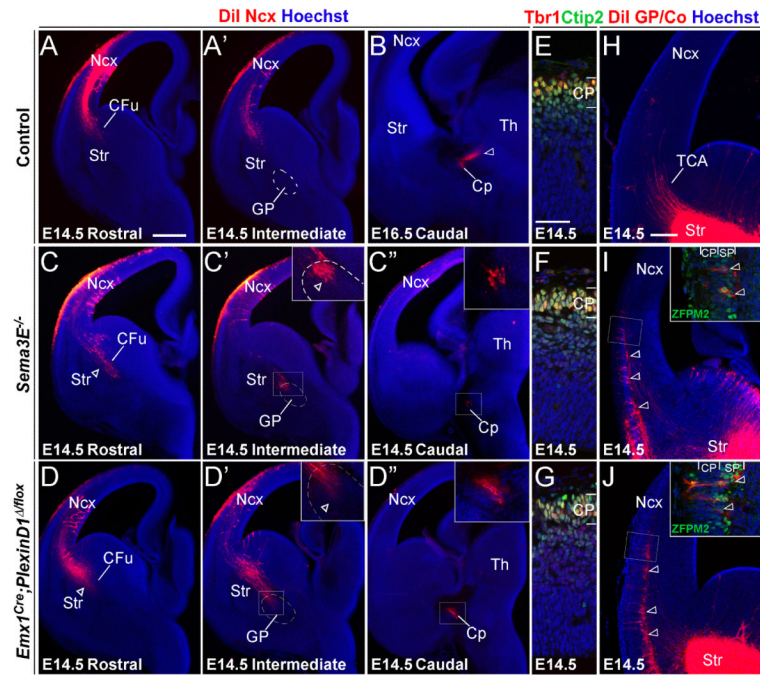 DiI Ncx Hoechst
Tbr1Ctip2 DiI GP/Co Hoechst
Control
A
Ncx
CFu
Str
E14.5 Rostral
A'
Ncx
Str
GP
E14.5 Intermediate
B
Ncx
Str
Th
Cp
E16.5 Caudal
E
CP
E14.5
H
Ncx
TCA
Str
E14.5
Sema3E-/-
C
Ncx
CFu
Str
E14.5 Rostral
C'
Ncx
Str
GP
E14.5 Intermediate
C"
Ncx
Th
Cp
E14.5 Caudal
F
CP
E14.5
I
Ncx
CP SP
ZFPM2
Str
E14.5
Emx1Cre;PlexinD1Δ/flox
D
Ncx
CFu
Str
E14.5 Rostral
D'
Ncx
Str
GP
E14.5 Intermediate
D"
Ncx
Th
Cp
E14.5 Caudal
G
CP
E14.5
J
Ncx
CP SP
ZFPM2
Str
E14.5